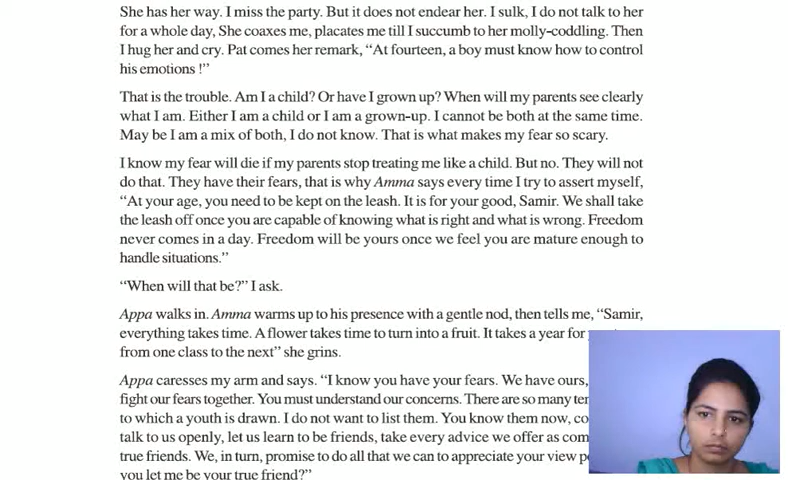 She has her way. I miss the party. But it does not endear her. I sulk, I do not talk to her
for a whole day, She coaxes me, placates me till I succumb to her molly-coddling. Then
I hug her and cry. Pat comes her remark, “At fourteen, a boy must know how to control
his emotions !”
That is the trouble. Am I a child? Or have I grown up? When will my parents see clearly
what I am. Either I am a child or I am a grown-up. I cannot be both at the same time.
May be I am a mix of both, I do not know. That is what makes my fear so scary.
I know my fear will die if my parents stop treating me like a child. But no. They will not
do that. They have their fears, that is why Amma says every time I try to assert myself,
“At your age, you need to be kept on the leash. It is for your good, Samir. We shall take
the leash off once you are capable of knowing what is right and what is wrong. Freedom
never comes in a day. Freedom will be yours once we feel you are mature enough to
handle situations.”
“When will that be?” I ask.
Appa walks in. Amma warms up to his presence with a gentle nod, then tells me, “Samir,
everything takes time. A flower takes time to turn into a fruit. It takes a year for
from one class to the next” she grins.
Appa caresses my arm and says. “I know you have your fears. We have ours,
fight our fears together. You must understand our concerns. There are so many
to which a youth is drawn. I do not want to list them. You know them now,
talk to us openly, let us learn to be friends, take every advice we offer as
true friends. We, in turn, promise to do all that we can to appreciate your view
you let me be your true friend?”